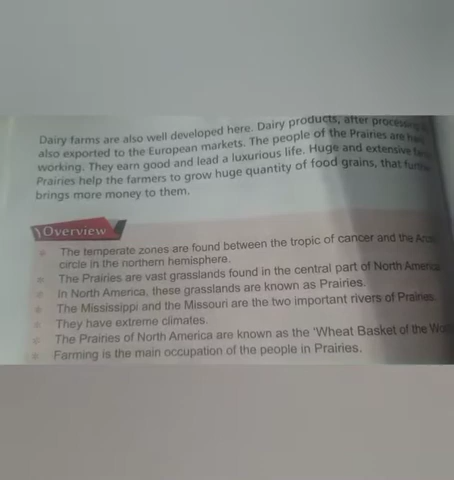 Dairy farms are also well developed here. Dairy products, after processing
also exported to the European markets. The people of the Prairies are
working. They earn good and lead a luxurious life. Huge and extensive
Prairies help the farmers to grow huge quantity of food grains, that further
brings more money to them.
Overview
The temperate zones are found between the tropic of cancer and the
circle in the northern hemisphere.
The Prairies are vast grasslands found in the central part of North America
In North America, these grasslands are known as Prairies.
The Mississippi and the Missouri are the two important rivers of Prairies.
They have extreme climates.
The Prairies of North America are known as the 'Wheat Basket of the
Farming is the main occupation of the people in Prairies.